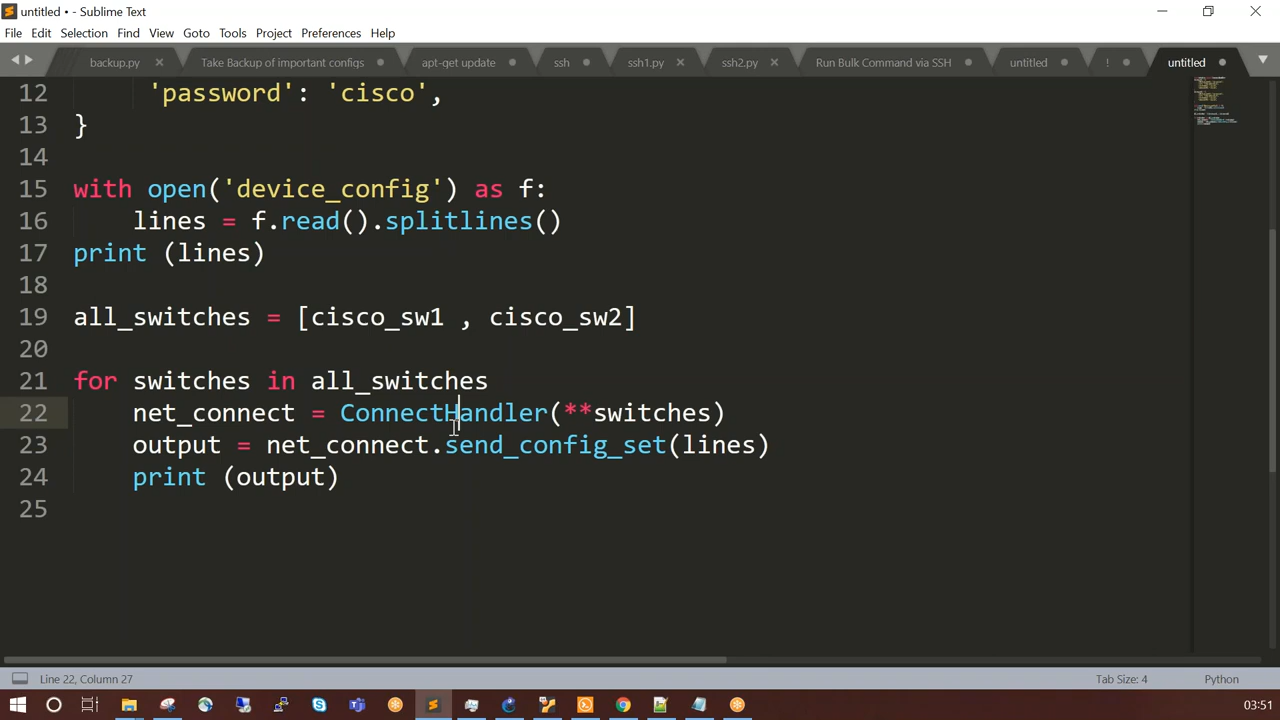 untitled • - Sublime Text
File Edit Selection Find View Goto Tools Project Preferences Help
backup.py Take Backup of important configs apt-get update ssh ssh1.py ssh2.py Run Bulk Command via SSH untitled ! untitled
12 'password': 'cisco',
13 }
14
15 with open('device_config') as f:
16 lines = f.read().splitlines()
17 print (lines)
18
19 all_switches = [cisco_sw1 , cisco_sw2]
20
21 for switches in all_switches
22 net_connect = ConnectHandler(**switches)
23 output = net_connect.send_config_set(lines)
24 print (output)
25
Line 22, Column 27 Tab Size: 4 Python
03:51